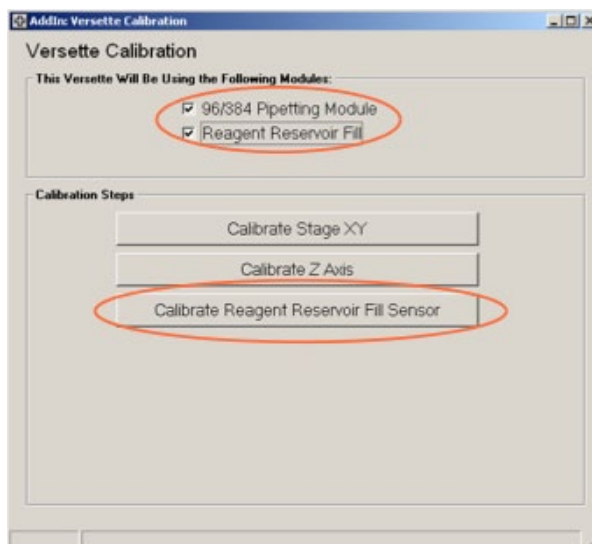 AddIn: Versette Calibration
Versette Calibration
This Versette Will Be Using the Following Modules:
96/384 Pipetting Module
Reagent Reservoir Fill
Calibration Steps
Calibrate Stage XY
Calibrate Z Axis
Calibrate Reagent Reservoir Fill Sensor